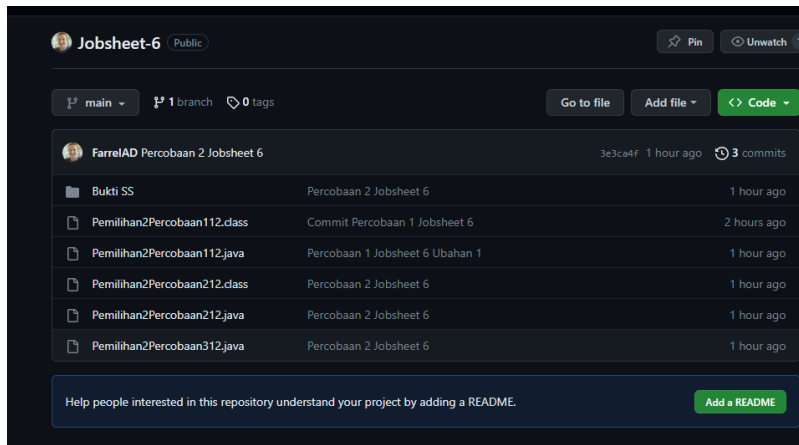 Jobsheet-6 Public Pin Unwatch
main 1 branch 0 tags Go to file Add file Code
FarrelAD Percobaan 2 Jobsheet 6 3e3ca4f 1 hour ago 3 commits
Bukti SS Percobaan 2 Jobsheet 6 1 hour ago
Pemilihan2Percobaan112.class Commit Percobaan 1 Jobsheet 6 2 hours ago
Pemilihan2Percobaan112.java Percobaan 1 Jobsheet 6 Ubahan 1 1 hour ago
Pemilihan2Percobaan212.class Percobaan 2 Jobsheet 6 1 hour ago
Pemilihan2Percobaan212.java Percobaan 2 Jobsheet 6 1 hour ago
Pemilihan2Percobaan312.java Percobaan 2 Jobsheet 6 1 hour ago
Help people interested in this repository understand your project by adding a README. Add a README